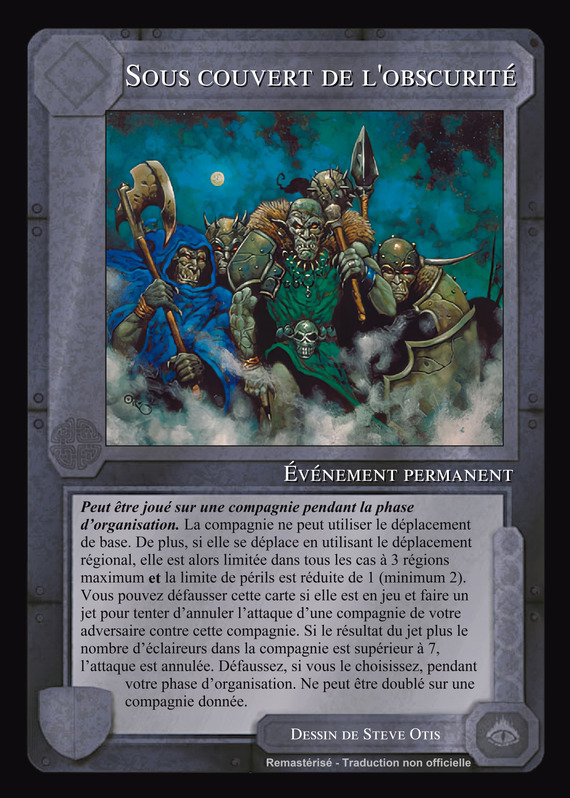 Sous couvert de l'obscurité
Événement permanent
Peut être joué sur une compagnie pendant la phase
d'organisation. La compagnie ne peut utiliser le déplacement
de base. De plus, si elle se déplace en utilisant le déplacement
régional, elle est alors limitée dans tous les cas à 3 régions
maximum et la limite de périls est réduite de 1 (minimum 2).
Vous pouvez défausser cette carte si elle est en jeu et faire un
jet pour tenter d'annuler l'attaque d'une compagnie de votre
adversaire contre cette compagnie. Si le résultat du jet plus le
nombre d'éclaireurs dans la compagnie est supérieur à 7,
l'attaque est annulée. Défaussez, si vous le choisissez, pendant
votre phase d'organisation. Ne peut être doublé sur une
compagnie donnée.
Dessin de Steve Otis
Remastérisé - Traduction non officielle